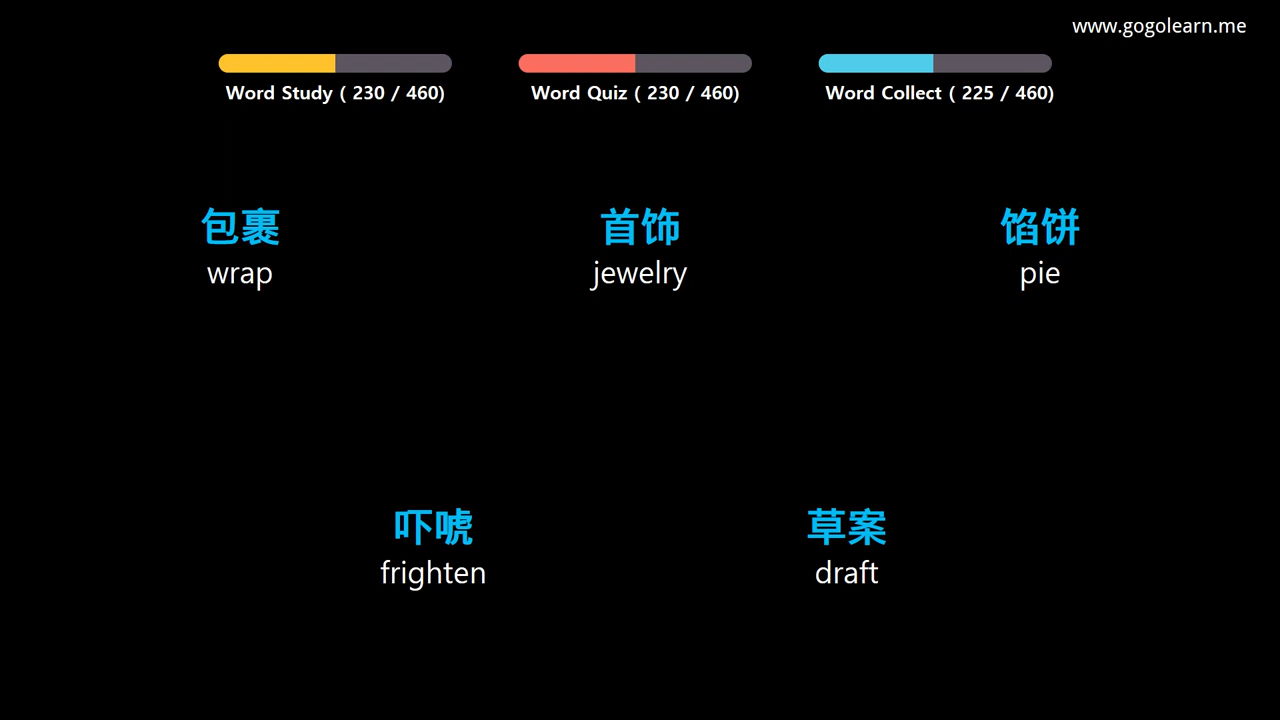 www.gogolearn.me
Word Study ( 230 / 460)
Word Quiz ( 230 / 460)
Word Collect ( 225 / 460)
包裹
wrap
首饰
jewelry
馅饼
pie
吓唬
frighten
草案
draft